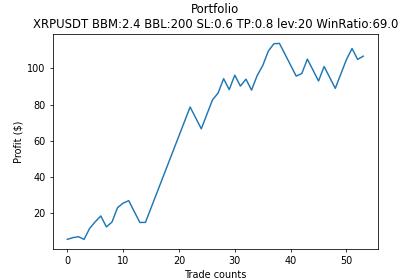 Portfolio
XRPUSDT BBM:2.4 BBL:200 SL:0.6 TP:0.8 lev:20 WinRatio:69.0
100
80
60
40
20
Profit ($)
0
10
20
30
40
50
Trade counts